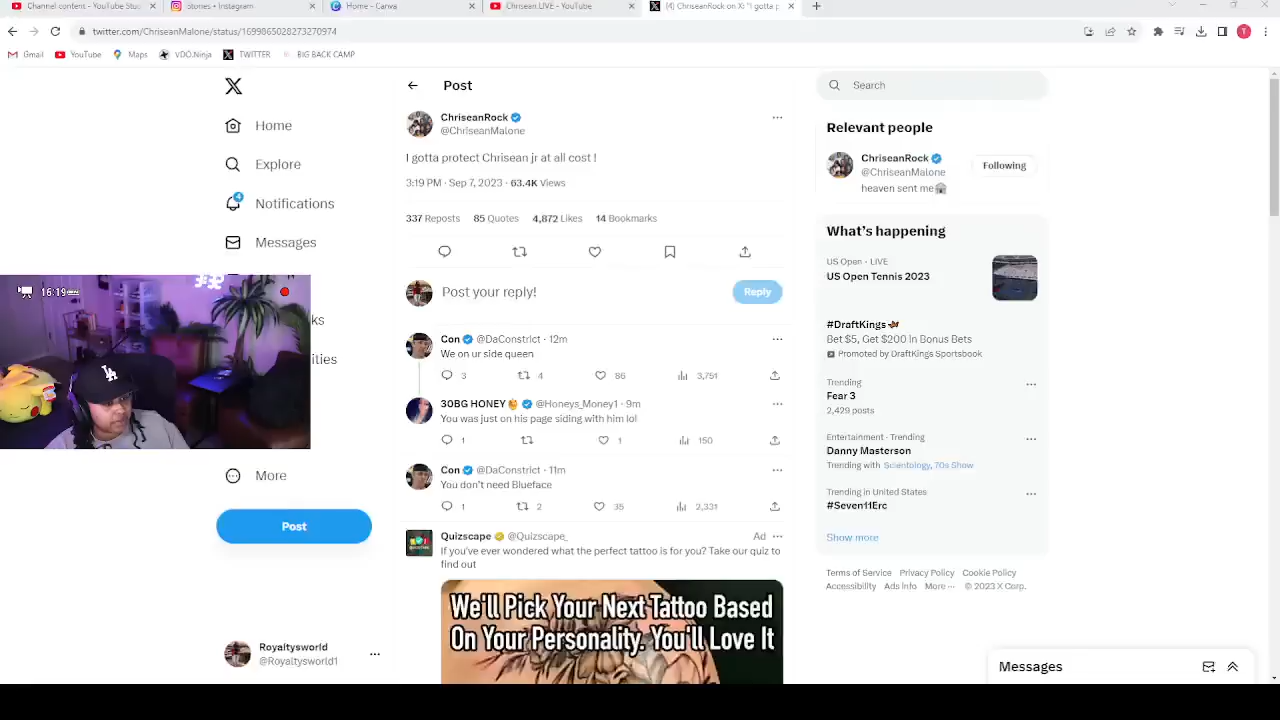 Channel content - YouTube Stu
Stories • Instagram
Home - Canva
Chrisean.LIVE - YouTube
(4) ChriseanRock on X: "I gotta p
twitter.com/ChriseanMalone/status/1699865028273270974
Gmail
YouTube
Maps
VDO.Ninja
TWITTER
BIG BACK CAMP
Home
Explore
4
Notifications
Messages
ks
ities
More
Post
Royaltysworld
@Royaltysworld1
16:19
LA
Post
ChriseanRock
@ChriseanMalone
I gotta protect Chrisean jr at all cost !
3:19 PM · Sep 7, 2023 · 63.4K Views
337 Reposts 85 Quotes 4,872 Likes 14 Bookmarks
Post your reply!
Reply
Con @DaConstrict · 12m
We on ur side queen
3 4 86 3,751
30BG HONEY @Honeys_Money1 · 9m
You was just on his page siding with him lol
1 1 150
Con @DaConstrict · 11m
You don't need Blueface
1 2 35 2,331
Quizscape @Quizscape_ Ad
If you've ever wondered what the perfect tattoo is for you? Take our quiz to
find out
We'll Pick Your Next Tattoo Based
On Your Personality. You'll Love It
Search
Relevant people
ChriseanRock
@ChriseanMalone
Following
heaven sent me
What's happening
US Open · LIVE
US Open Tennis 2023
#DraftKings
Bet $5, Get $200 in Bonus Bets
Promoted by DraftKings Sportsbook
Trending
Fear 3
2,429 posts
Entertainment · Trending
Danny Masterson
Trending with Scientology, 70s Show
Trending in United States
#Seven11Erc
Show more
Terms of Service Privacy Policy Cookie Policy
Accessibility Ads info More ··· © 2023 X Corp.
Messages